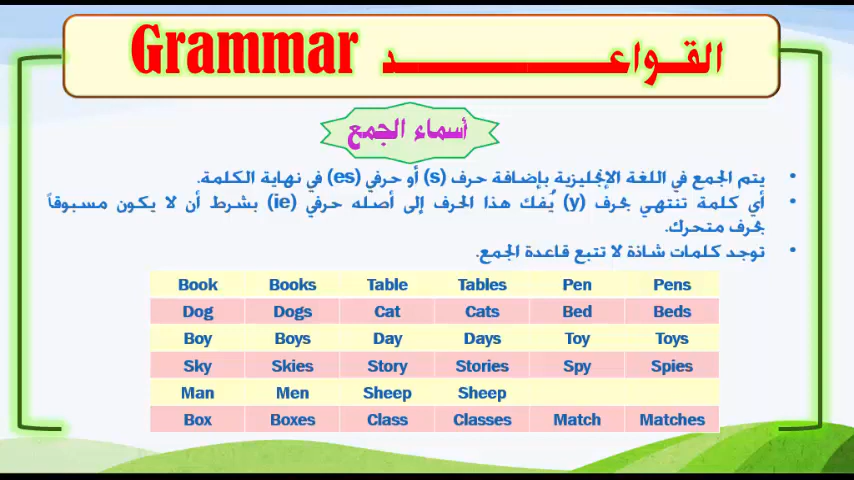 Grammar القـــواعـــــــــــــــد
أسماء الجمع
• يتم الجمع في اللغة الإنجليزية بإضافة حرف (s) أو حرفي (es) في نهاية الكلمة.
• أي كلمة تنتهي بحرف (y) يُفك هذا الحرف إلى أصله حرفي (ie) بشرط أن لا يكون مسبوقاً
بحرف متحرك.
• توجد كلمات شاذة لا تتبع قاعدة الجمع.
Book Books Table Tables Pen Pens
Dog Dogs Cat Cats Bed Beds
Boy Boys Day Days Toy Toys
Sky Skies Story Stories Spy Spies
Man Men Sheep Sheep
Box Boxes Class Classes Match Matches